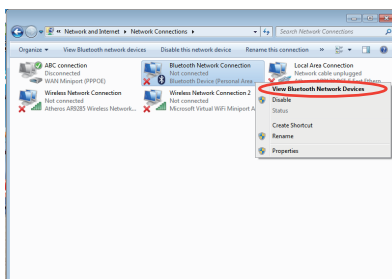 « Network and Internet ▸ Network Connections ▸
Search Network Connections
Organize
View Bluetooth network devices
Disable this network device
Rename this connection
»
ABC connection
Disconnected
WAN Miniport (PPPOE)
Bluetooth Network Connection
Not connected
Bluetooth Device (Personal Area
Local Area Connection
Network cable unplugged
Wireless Network Connection
Not connected
Atheros AR9285 Wireless Network...
Wireless Network Connection 2
Not connected
Microsoft Virtual WiFi Miniport A
View Bluetooth Network Devices
Disable
Status
Create Shortcut
Rename
Properties